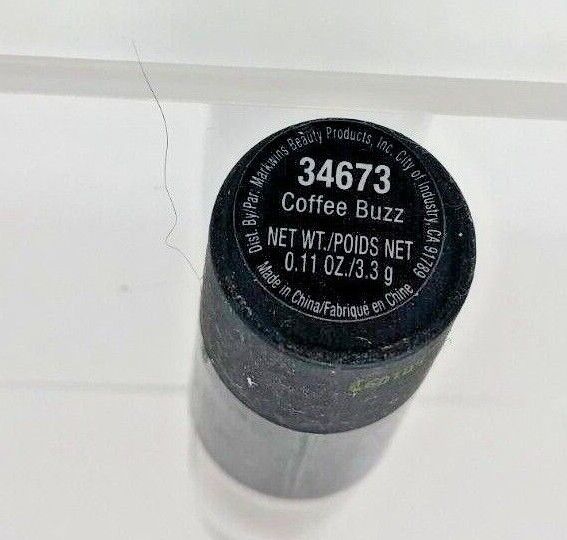 Dist. By/Par: Markwins Beauty Products, Inc. City of Industry, CA 91789
34673
Coffee Buzz
NET WT./POIDS NET
0.11 OZ./3.3 g
Made in China/Fabrique en Chine